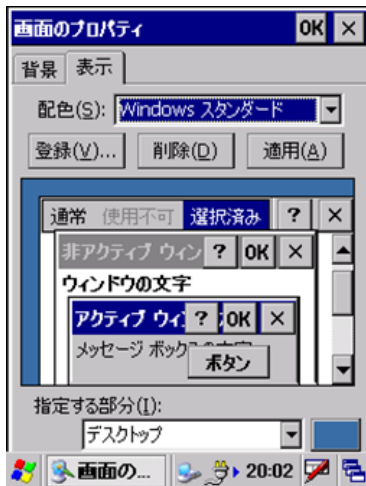 画面のプロパティ OK ×
背景 表示
配色(S): Windows スタンダード
登録(V)... 削除(D) 適用(A)
通常 使用不可 選択済み ? ×
非アクティブ ウィン ? OK ×
ウィンドウの文字
アクティブ ウィ ? OK ×
メッセージ ボックス
ボタン
指定する部分(I):
デスクトップ
画面の... 20:02